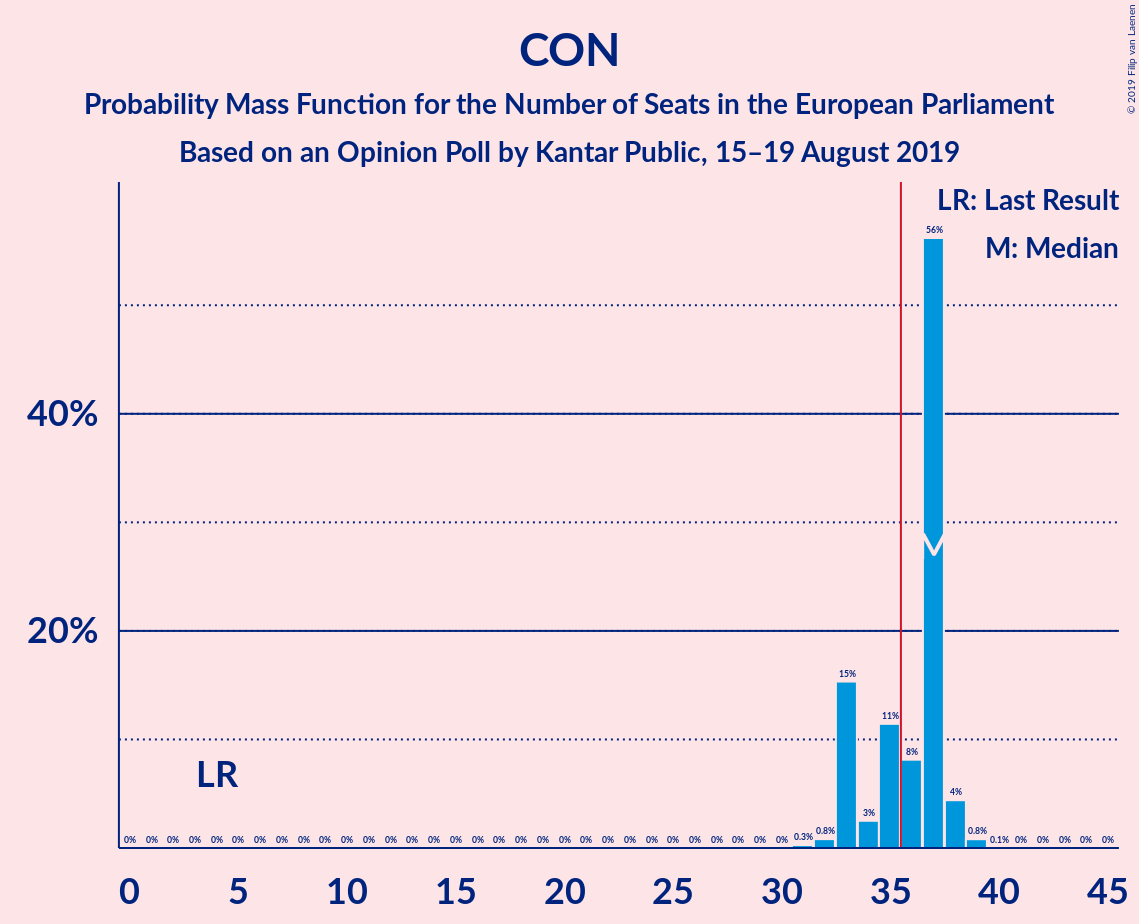 CON
Probability Mass Function for the Number of Seats in the European Parliament
Based on an Opinion Poll by Kantar Public, 15–19 August 2019
© 2019 Filip van Laenen
LR: Last Result
M: Median
56%
40%
20%
15%
11%
8%
4%
3%
LR
0% 0% 0% 0% 0% 0% 0% 0% 0% 0% 0% 0% 0% 0% 0% 0% 0% 0% 0% 0% 0% 0% 0% 0% 0% 0% 0% 0% 0% 0% 0% 0.3% 0.8% 0.8% 0.1% 0% 0% 0% 0% 0%
0 5 10 15 20 25 30 35 40 45